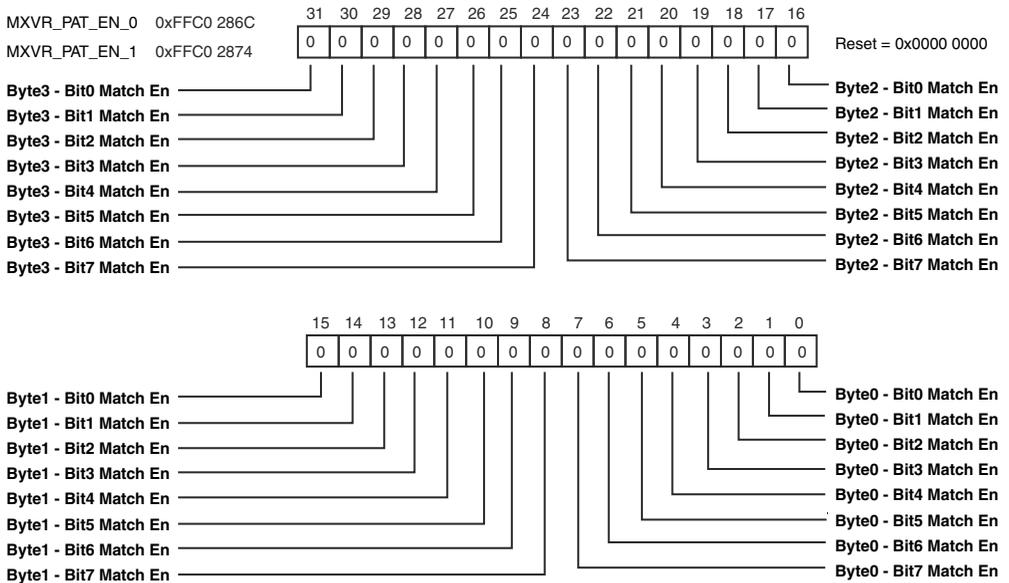 MXVR_PAT_EN_0 0xFFC0 286C
MXVR_PAT_EN_1 0xFFC0 2874
31 30 29 28 27 26 25 24 23 22 21 20 19 18 17 16
0 0 0 0 0 0 0 0 0 0 0 0 0 0 0 0
Reset = 0x0000 0000
Byte3 - Bit0 Match En
Byte3 - Bit1 Match En
Byte3 - Bit2 Match En
Byte3 - Bit3 Match En
Byte3 - Bit4 Match En
Byte3 - Bit5 Match En
Byte3 - Bit6 Match En
Byte3 - Bit7 Match En
Byte2 - Bit0 Match En
Byte2 - Bit1 Match En
Byte2 - Bit2 Match En
Byte2 - Bit3 Match En
Byte2 - Bit4 Match En
Byte2 - Bit5 Match En
Byte2 - Bit6 Match En
Byte2 - Bit7 Match En
15 14 13 12 11 10 9 8 7 6 5 4 3 2 1 0
0 0 0 0 0 0 0 0 0 0 0 0 0 0 0 0
Byte1 - Bit0 Match En
Byte1 - Bit1 Match En
Byte1 - Bit2 Match En
Byte1 - Bit3 Match En
Byte1 - Bit4 Match En
Byte1 - Bit5 Match En
Byte1 - Bit6 Match En
Byte1 - Bit7 Match En
Byte0 - Bit0 Match En
Byte0 - Bit1 Match En
Byte0 - Bit2 Match En
Byte0 - Bit3 Match En
Byte0 - Bit4 Match En
Byte0 - Bit5 Match En
Byte0 - Bit6 Match En
Byte0 - Bit7 Match En